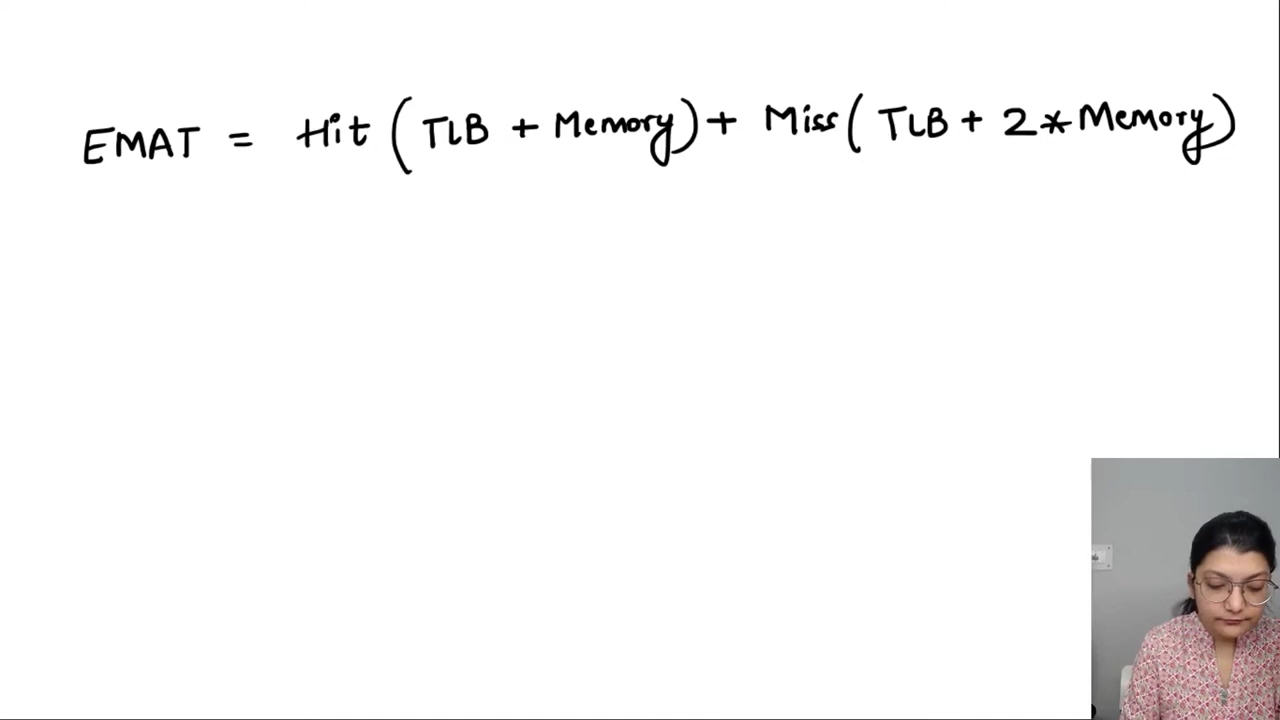 EMAT = Hit (TLB + Memory) + Miss (TLB + 2 * Memory)